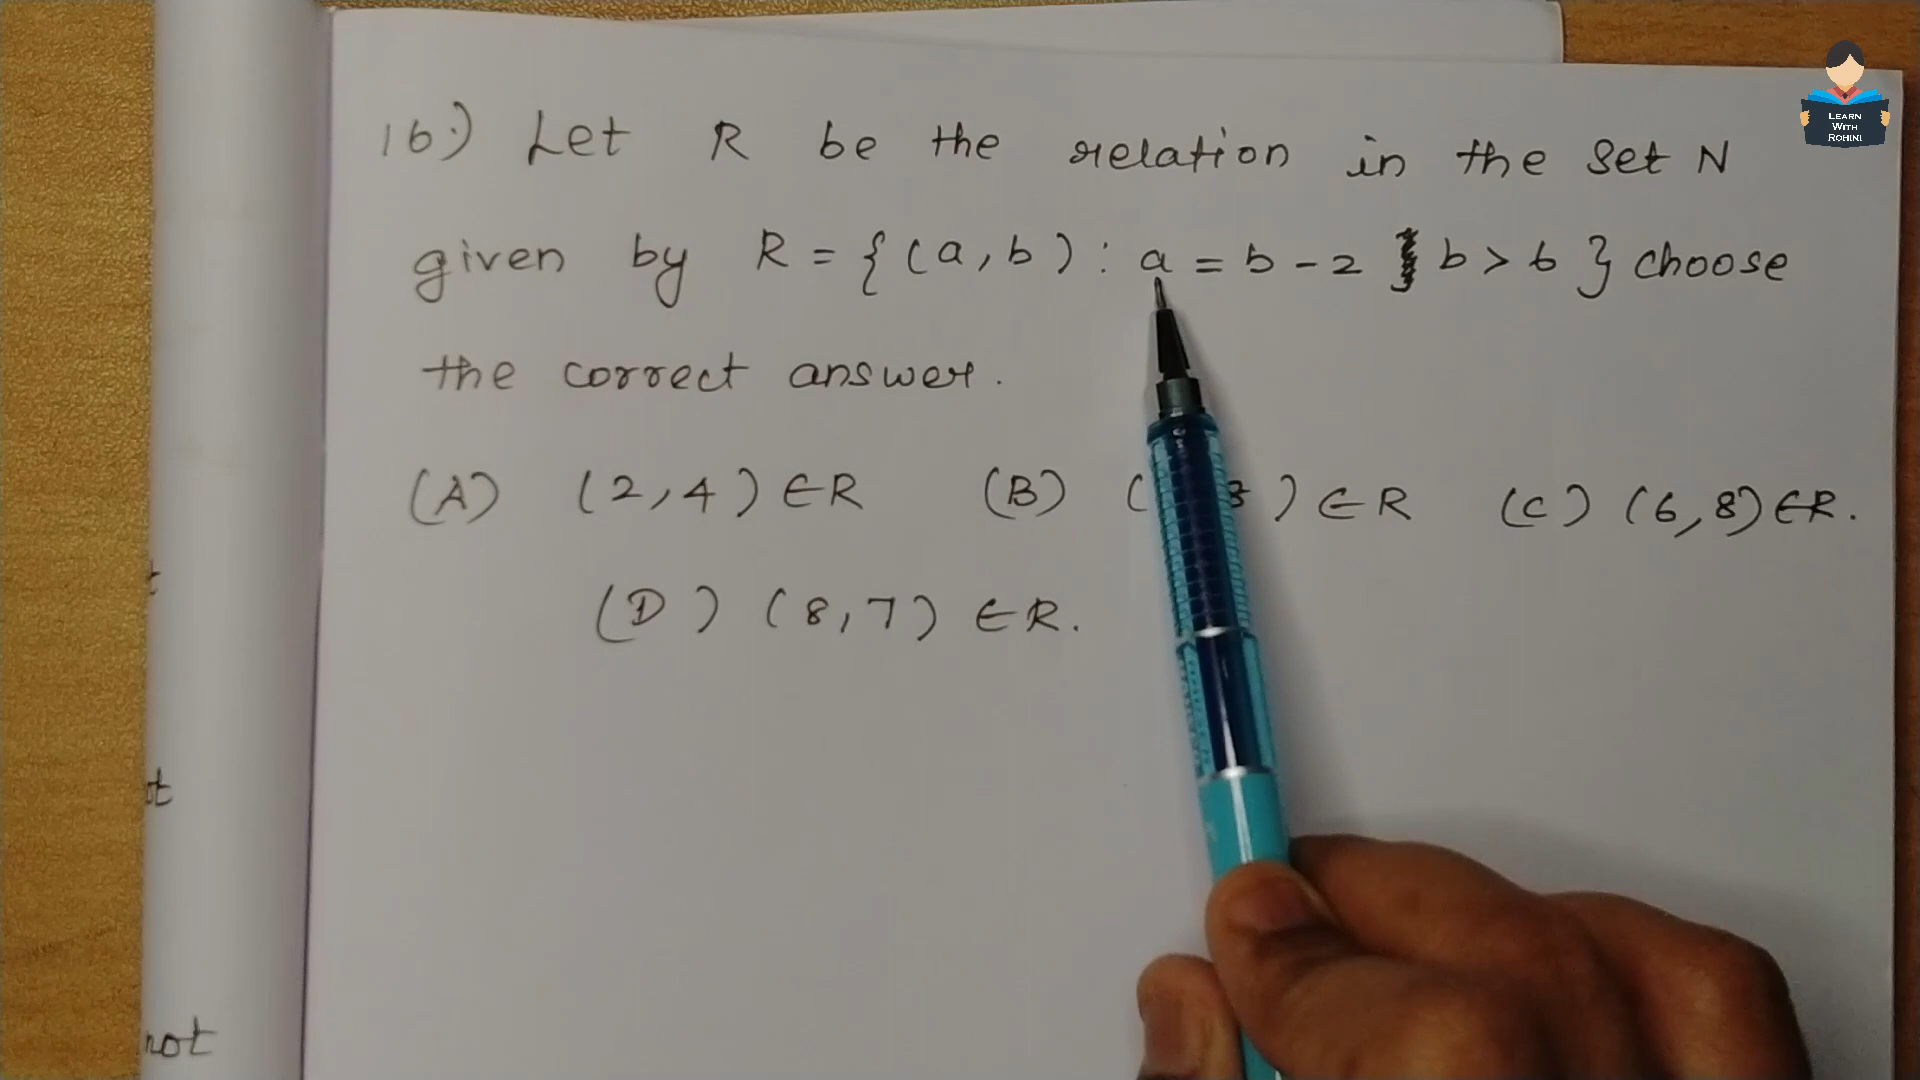 16.) Let R be the relation in the set N
given by R = { (a, b) : a = b - 2 b > 6 } choose
the correct answer.
(A) (2, 4) ∈ R (B) ( 8 ) ∈ R (C) (6, 8) ∈ R.
(D) (8, 7) ∈ R.
not
LEARN
WITH
ROHINI